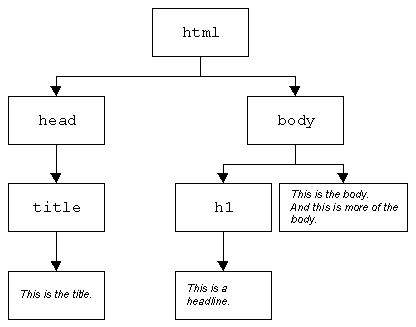 html
head
body
title
h1
This is the body.
And this is more of the
body.
This is the title.
This is a
headline.